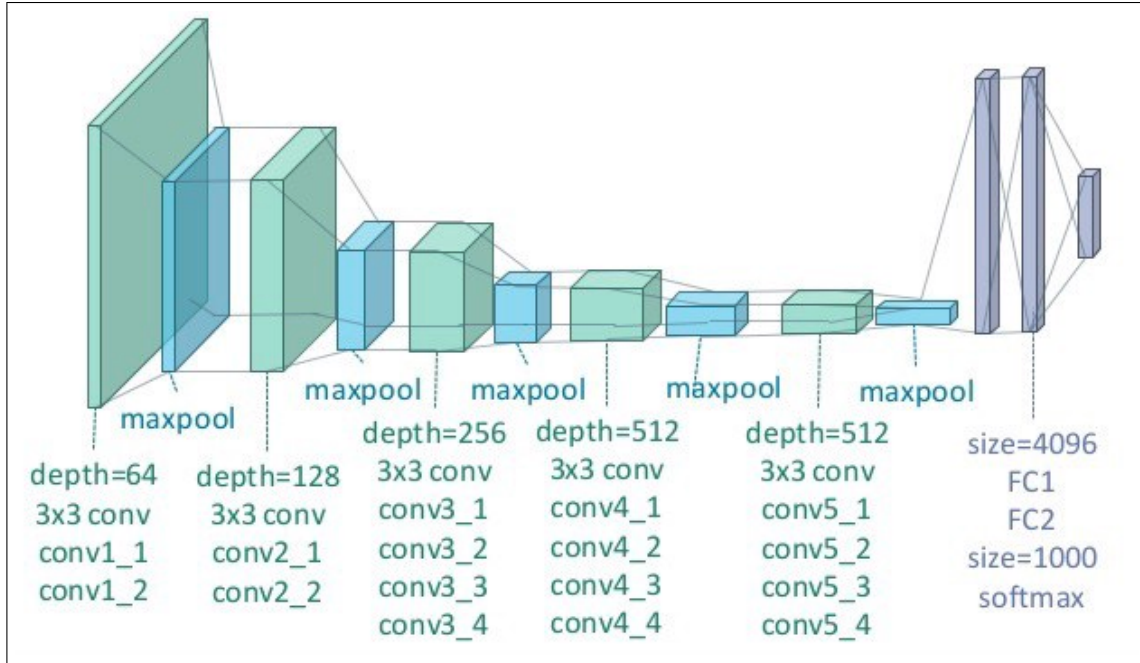 maxpool
maxpool
maxpool
maxpool
maxpool
depth=64
3x3 conv
conv1_1
conv1_2
depth=128
3x3 conv
conv2_1
conv2_2
depth=256
3x3 conv
conv3_1
conv3_2
conv3_3
conv3_4
depth=512
3x3 conv
conv4_1
conv4_2
conv4_3
conv4_4
depth=512
3x3 conv
conv5_1
conv5_2
conv5_3
conv5_4
size=4096
FC1
FC2
size=1000
softmax